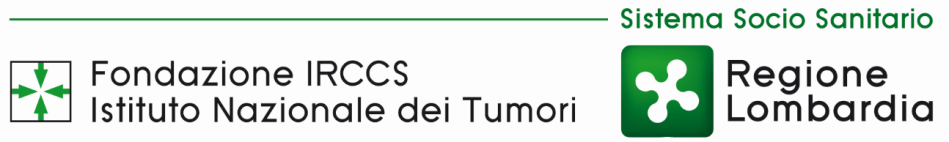 Sistema Socio Sanitario
Fondazione IRCCS
Istituto Nazionale dei Tumori
Regione
Lombardia